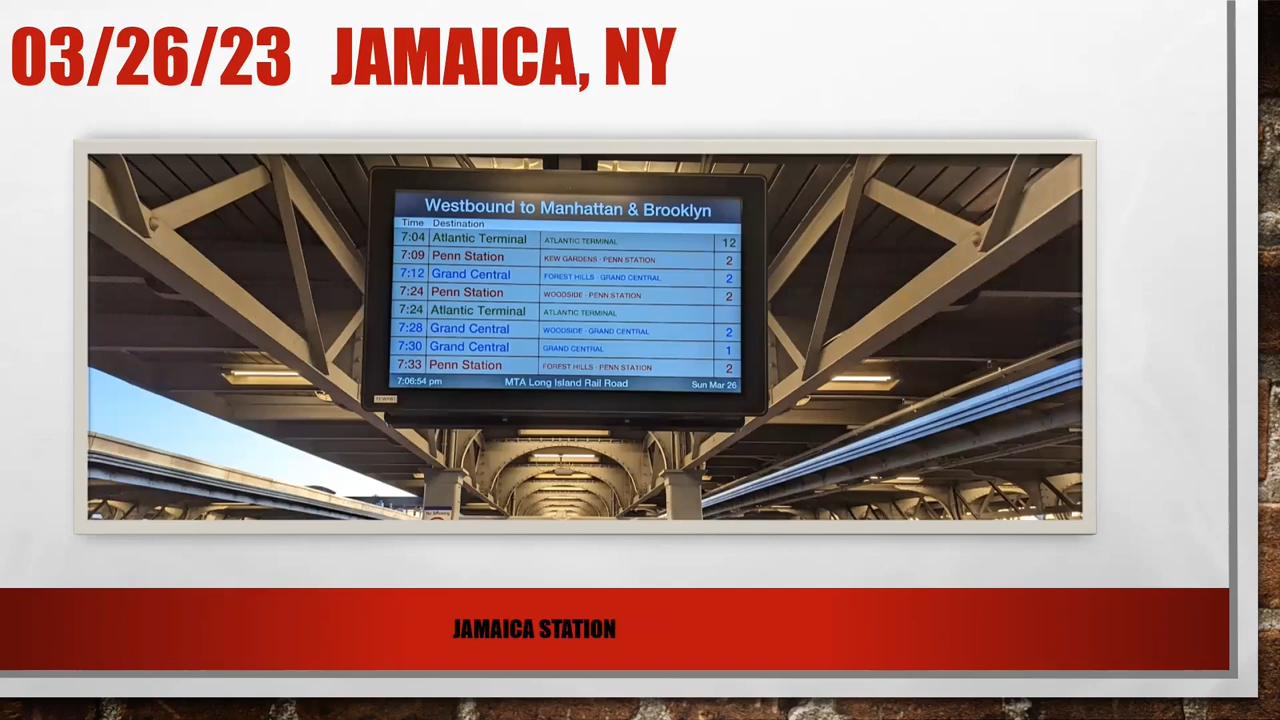 03/26/23 JAMAICA, NY
Westbound to Manhattan & Brooklyn
Time Destination
7:04 Atlantic Terminal ATLANTIC TERMINAL 12
7:09 Penn Station KEW GARDENS - PENN STATION 2
7:12 Grand Central FOREST HILLS - GRAND CENTRAL 2
7:24 Penn Station WOODSIDE - PENN STATION 2
7:24 Atlantic Terminal ATLANTIC TERMINAL
7:28 Grand Central WOODSIDE - GRAND CENTRAL 2
7:30 Grand Central GRAND CENTRAL 1
7:33 Penn Station FOREST HILLS - PENN STATION 2
7:06:54 pm MTA Long Island Rail Road Sun Mar 26
JAMAICA STATION